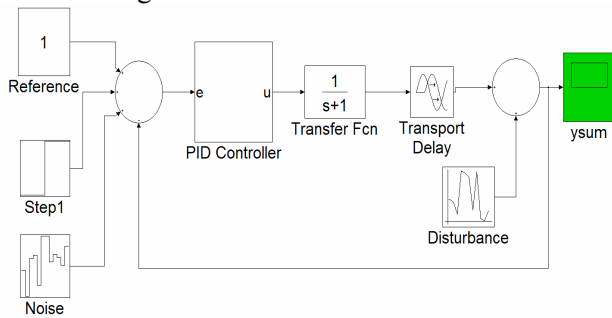 1
Reference
Step1
Noise
e
u
PID Controller
1
s+1
Transfer Fcn
Transport
Delay
Disturbance
ysum